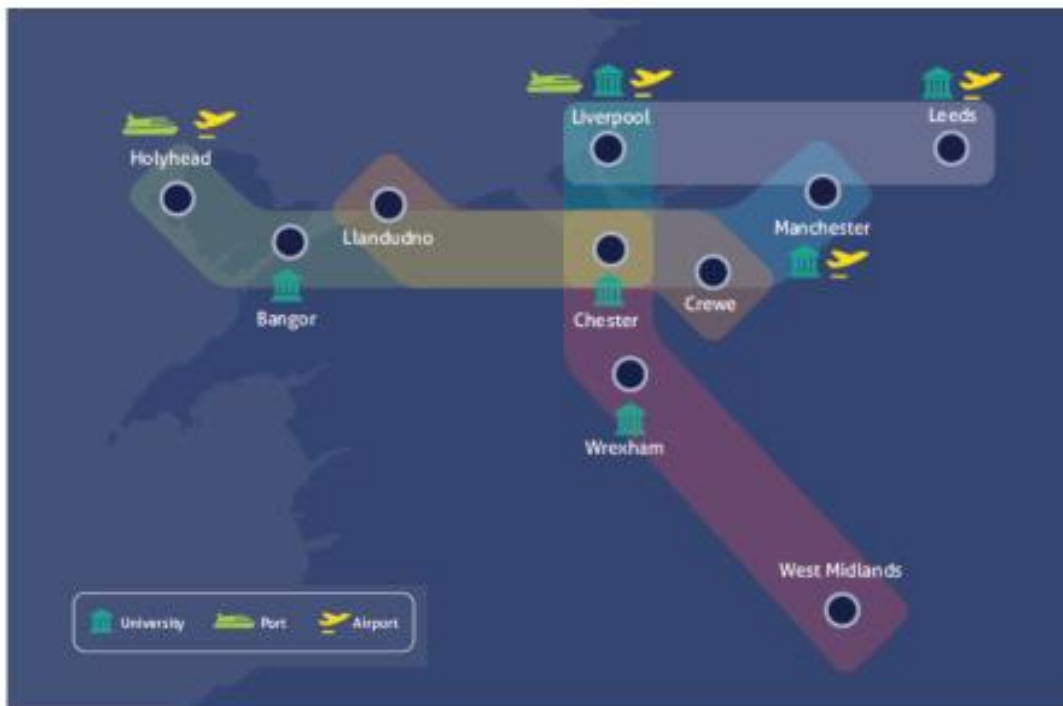 Liverpool
Leeds
Holyhead
Manchester
Llandudno
Crewe
Bangor
Chester
Wrexham
West Midlands
University
Port
Airport